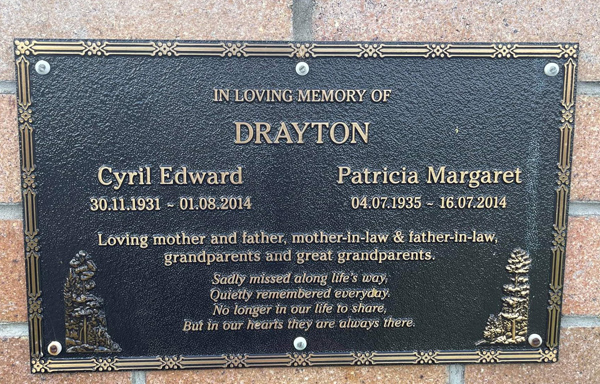 IN LOVING MEMORY OF
DRAYTON
Cyril Edward Patricia Margaret
30.11.1931 ~ 01.08.2014 04.07.1935 ~ 16.07.2014
Loving mother and father, mother-in-law & father-in-law,
grandparents and great grandparents.
Sadly missed along life's way,
Quietly remembered everyday.
No longer in our life to share,
But in our hearts they are always there.